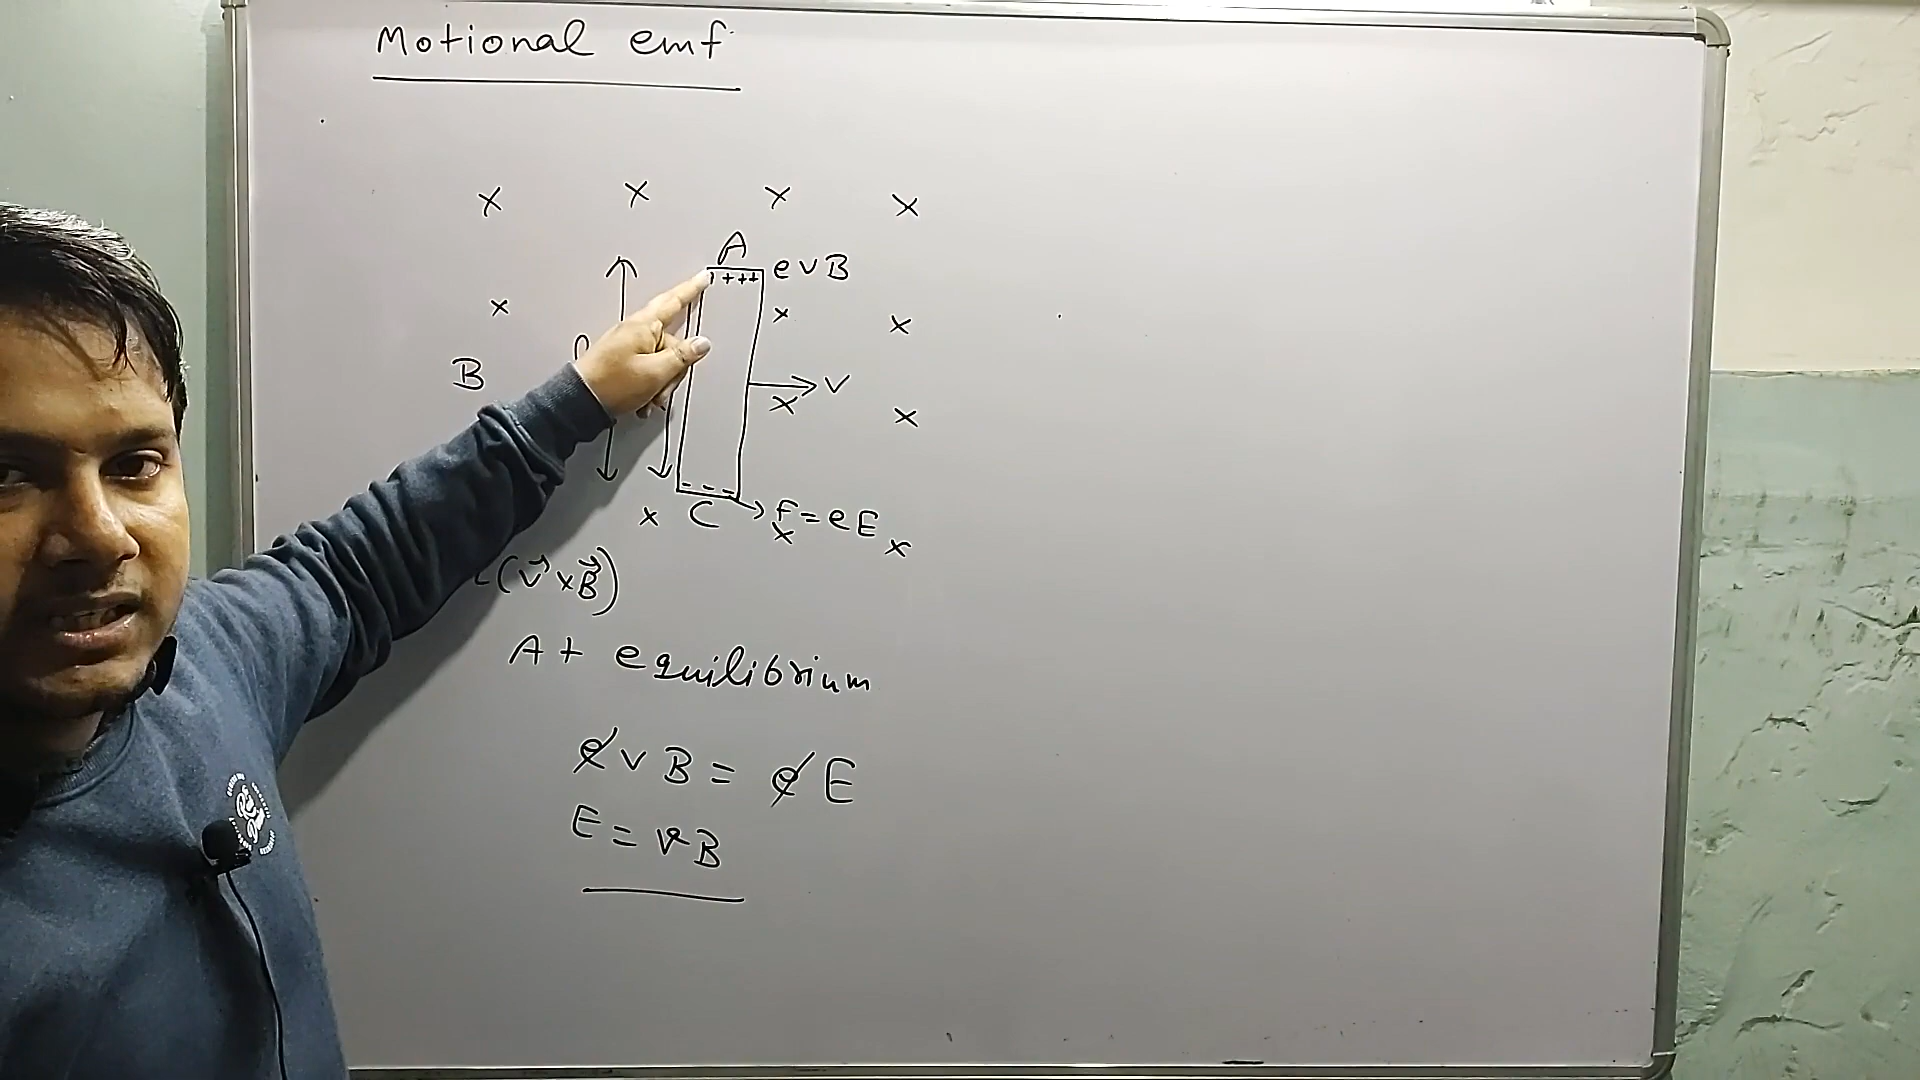 Motional emf
x x x x
A
+++ evB
x x x
B
v
x x
---
x C F=eE
x x
(v⃗ x B⃗)
At equilibrium
evB = eE
E = vB